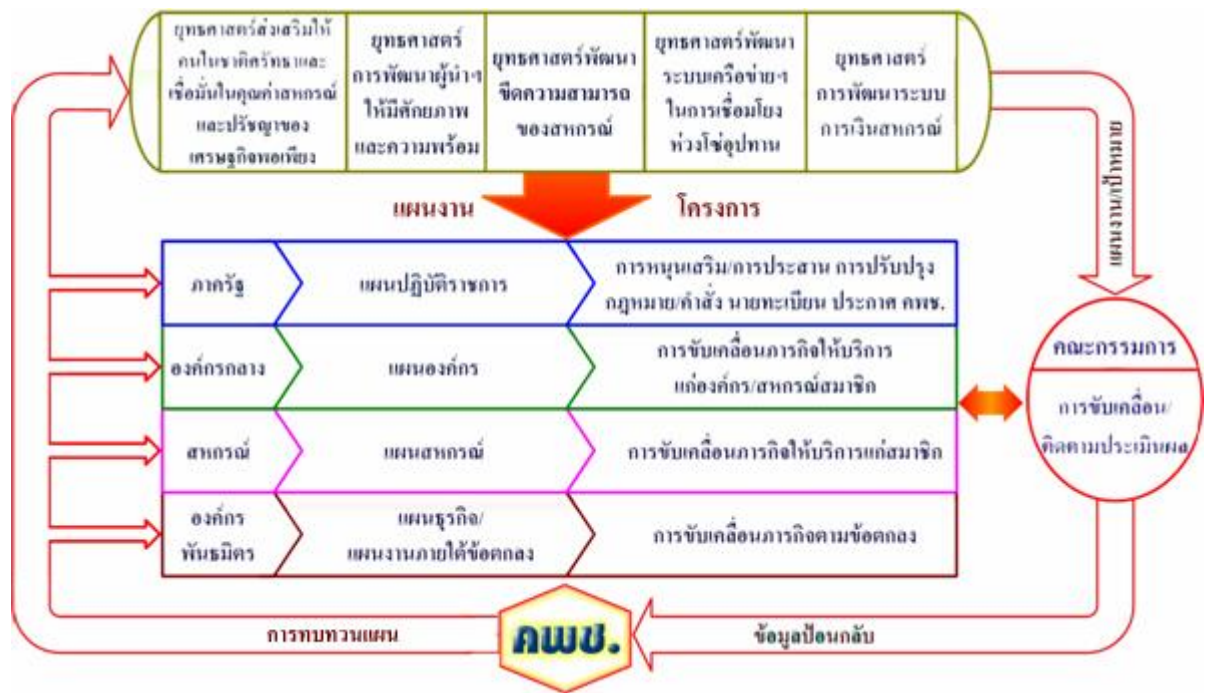 ยุทธศาสตร์ส่งเสริมให้
คนในชาติศรัทธาและ
เชื่อมั่นในคุณค่าสหกรณ์
และปรัชญาของ
เศรษฐกิจพอเพียง
ยุทธศาสตร์
การพัฒนาผู้นำฯ
ให้มีศักยภาพ
และความพร้อม
ยุทธศาสตร์พัฒนา
ขีดความสามารถ
ของสหกรณ์
ยุทธศาสตร์พัฒนา
ระบบเครือข่ายฯ
ในการเชื่อมโยง
ห่วงโซ่อุปทาน
ยุทธศาสตร์
การพัฒนาระบบ
การเงินสหกรณ์
แผนงาน/เป้าหมาย
แผนงาน โครงการ
ภาครัฐ
แผนปฏิบัติราชการ
การหนุนเสริม/การประสาน การปรับปรุง
กฎหมาย/คำสั่ง นายทะเบียน ประกาศ คพช.
องค์กรกลาง
แผนองค์กร
การขับเคลื่อนภารกิจให้บริการ
แก่องค์กร/สหกรณ์สมาชิก
สหกรณ์
แผนสหกรณ์
การขับเคลื่อนภารกิจให้บริการแก่สมาชิก
องค์กร
พันธมิตร
แผนธุรกิจ/
แผนงานภายใต้ข้อตกลง
การขับเคลื่อนภารกิจตามข้อตกลง
คณะกรรมการ
การขับเคลื่อน/
ติดตามประเมินผล
การทบทวนแผน
คพช.
ข้อมูลป้อนกลับ